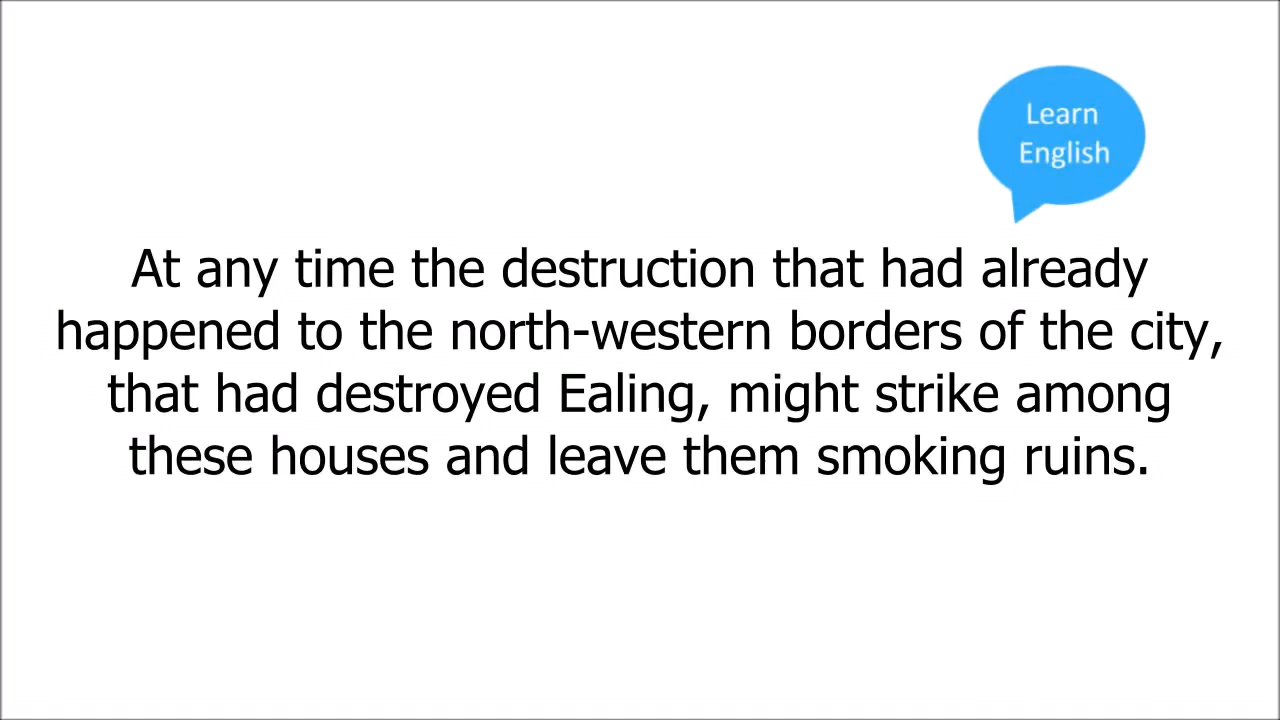 Learn
English
At any time the destruction that had already
happened to the north-western borders of the city,
that had destroyed Ealing, might strike among
these houses and leave them smoking ruins.